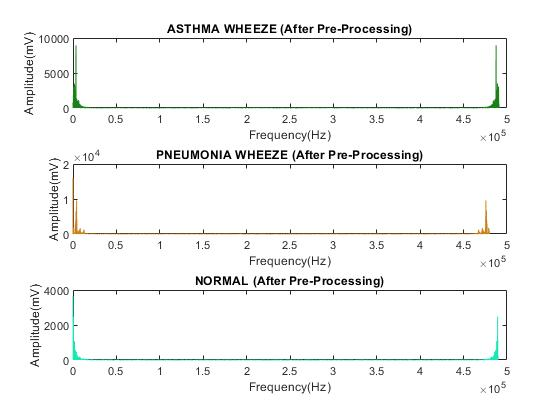 ASTHMA WHEEZE (After Pre-Processing)
10000
5000
0
Amplitude(mV)
0 0.5 1 1.5 2 2.5 3 3.5 4 4.5 5
Frequency(Hz)
×10^5
PNEUMONIA WHEEZE (After Pre-Processing)
×10^4
2
1
0
Amplitude(mV)
0 0.5 1 1.5 2 2.5 3 3.5 4 4.5 5
Frequency(Hz)
×10^5
NORMAL (After Pre-Processing)
4000
2000
0
Amplitude(mV)
0 0.5 1 1.5 2 2.5 3 3.5 4 4.5 5
Frequency(Hz)
×10^5